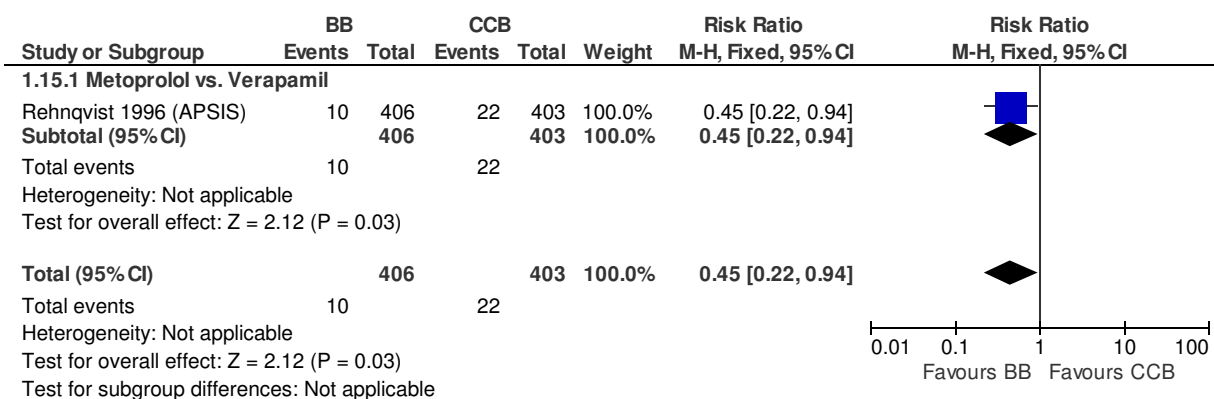 BB CCB Risk Ratio Risk Ratio
Study or Subgroup Events Total Events Total Weight M-H, Fixed, 95% CI M-H, Fixed, 95% CI
1.15.1 Metoprolol vs. Verapamil
Rehnqvist 1996 (APSIS) 10 406 22 403 100.0% 0.45 [0.22, 0.94]
Subtotal (95% CI) 406 403 100.0% 0.45 [0.22, 0.94]
Total events 10 22
Heterogeneity: Not applicable
Test for overall effect: Z = 2.12 (P = 0.03)
Total (95% CI) 406 403 100.0% 0.45 [0.22, 0.94]
Total events 10 22
Heterogeneity: Not applicable
Test for overall effect: Z = 2.12 (P = 0.03)
Test for subgroup differences: Not applicable
0.01 0.1 1 10 100
Favours BB Favours CCB